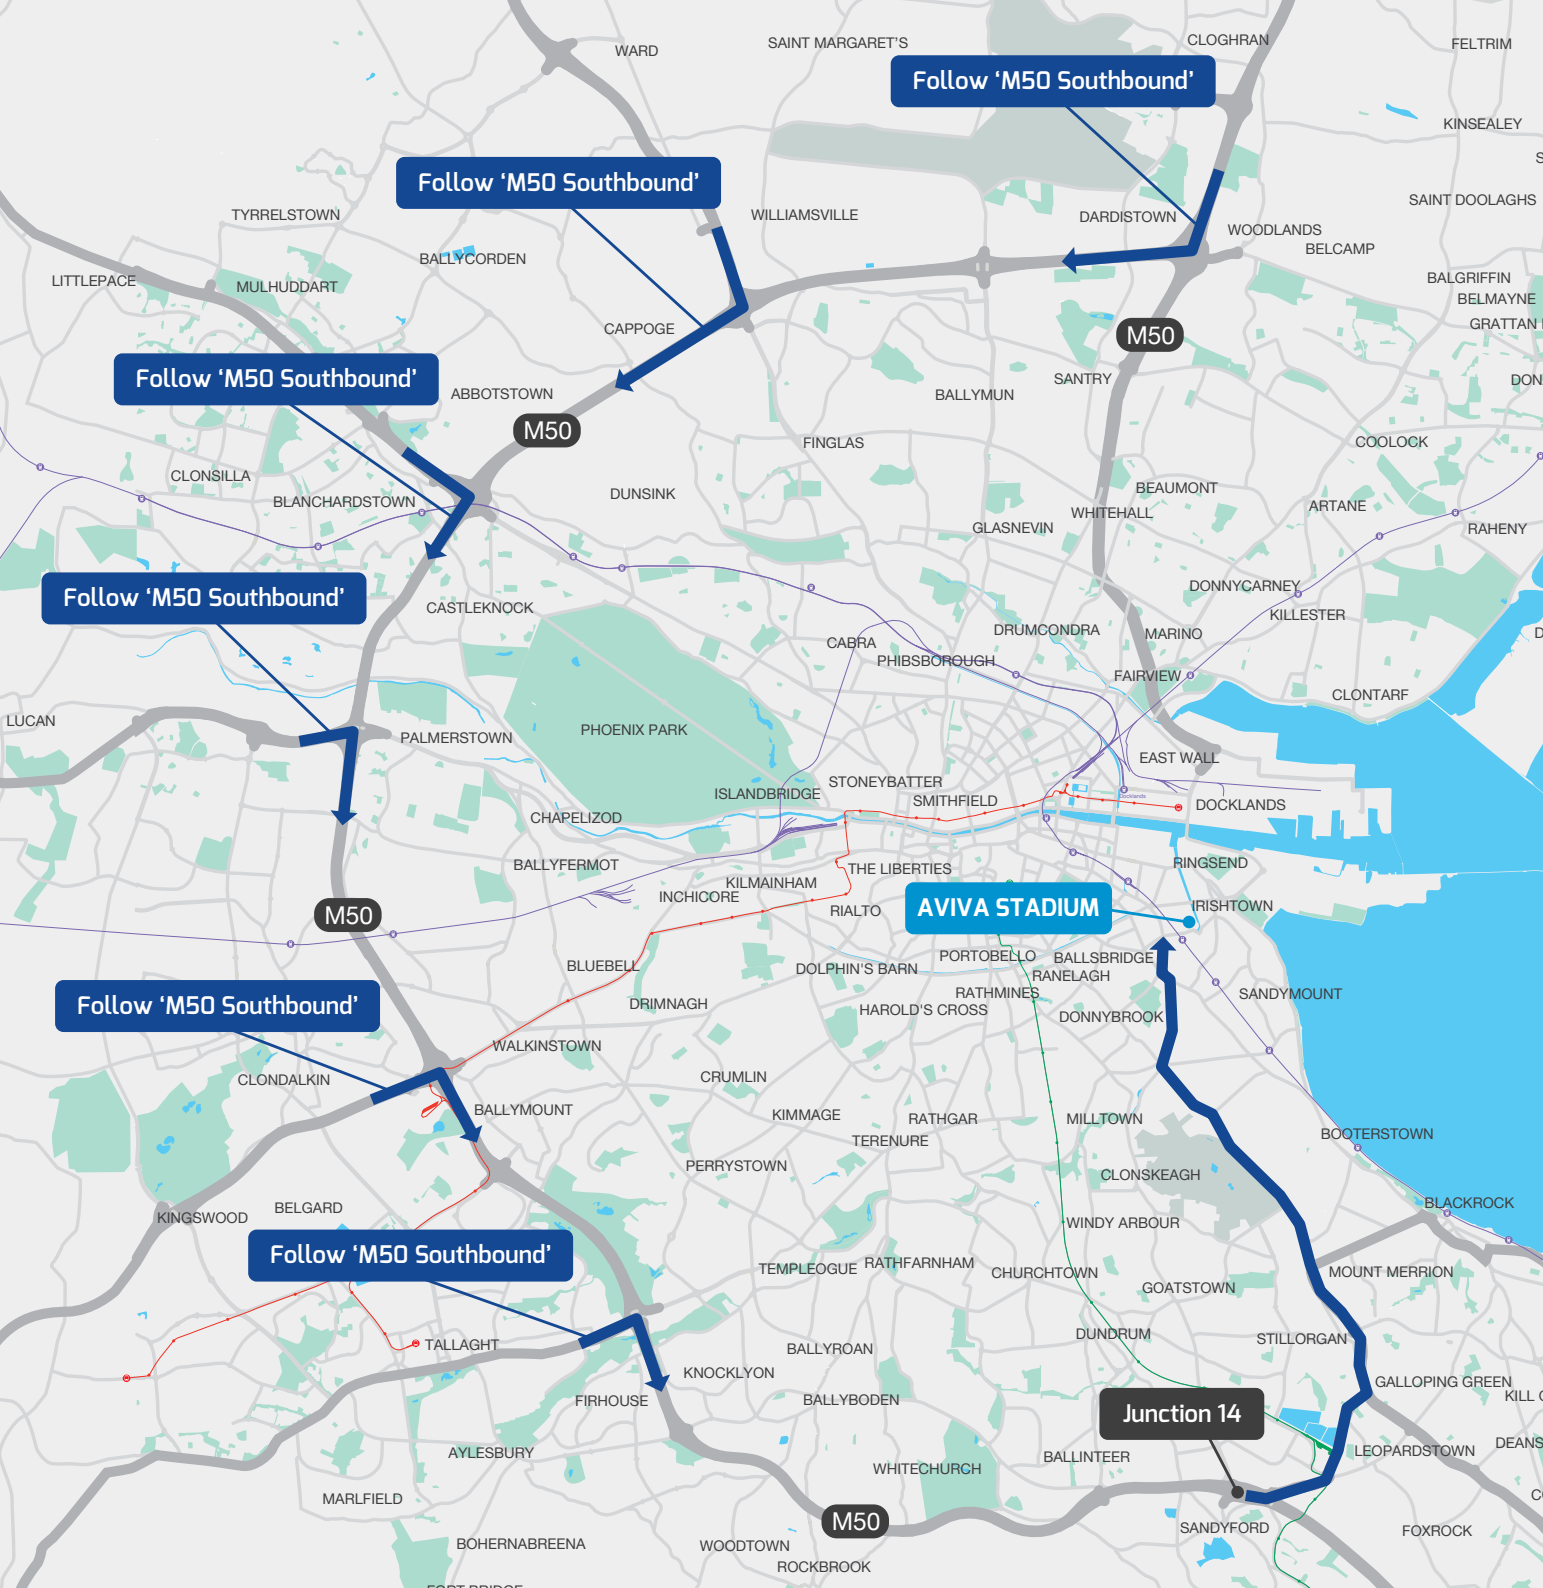 WARD
SAINT MARGARET'S
CLOGHRAN
FELTRIM
Follow ‘M50 Southbound’
KINSEALEY
Follow ‘M50 Southbound’
SAINT DOOLAGHS
TYRRELSTOWN
WILLIAMSVILLE
DARDISTOWN
WOODLANDS
BELCAMP
BALLYCORDEN
LITTLEPACE
MULHUDDART
BALGRIFFIN
BELMAYNE
GRATTAN
CAPPOGE
M50
Follow ‘M50 Southbound’
ABBOTSTOWN
SANTRY
DON
BALLYMUN
M50
FINGLAS
COOLOCK
CLONSILLA
BLANCHARDSTOWN
DUNSINK
BEAUMONT
ARTANE
WHITEHALL
GLASNEVIN
RAHENY
DONNYCARNEY
Follow ‘M50 Southbound’
CASTLEKNOCK
KILLESTER
DRUMCONDRA
MARINO
CABRA
PHIBSBOROUGH
FAIRVIEW
CLONTARF
LUCAN
PHOENIX PARK
PALMERSTOWN
EAST WALL
STONEYBATTER
ISLANDBRIDGE
SMITHFIELD
Docklands
DOCKLANDS
CHAPELIZOD
BALLYFERMOT
THE LIBERTIES
RINGSEND
KILMAINHAM
INCHICORE
RIALTO
AVIVA STADIUM
IRISHTOWN
M50
PORTOBELLO
BALLSBRIDGE
BLUEBELL
DOLPHIN'S BARN
RANELAGH
RATHMINES
SANDYMOUNT
Follow ‘M50 Southbound’
DRIMNAGH
HAROLD'S CROSS
DONNYBROOK
WALKINSTOWN
CLONDALKIN
CRUMLIN
BALLYMOUNT
KIMMAGE
RATHGAR
MILLTOWN
TERENURE
BOOTERSTOWN
PERRYSTOWN
CLONSKEAGH
BELGARD
KINGSWOOD
BLACKROCK
WINDY ARBOUR
Follow ‘M50 Southbound’
TEMPLEOGUE
RATHFARNHAM
CHURCHTOWN
MOUNT MERRION
GOATSTOWN
TALLAGHT
DUNDRUM
STILLORGAN
BALLYROAN
KNOCKLYON
GALLOPING GREEN
FIRHOUSE
BALLYBODEN
KILL
Junction 14
AYLESBURY
BALLINTEER
LEOPARDSTOWN
DEANS
WHITECHURCH
MARLFIELD
M50
SANDYFORD
FOXROCK
BOHERNABREENA
WOODTOWN
ROCKBROOK